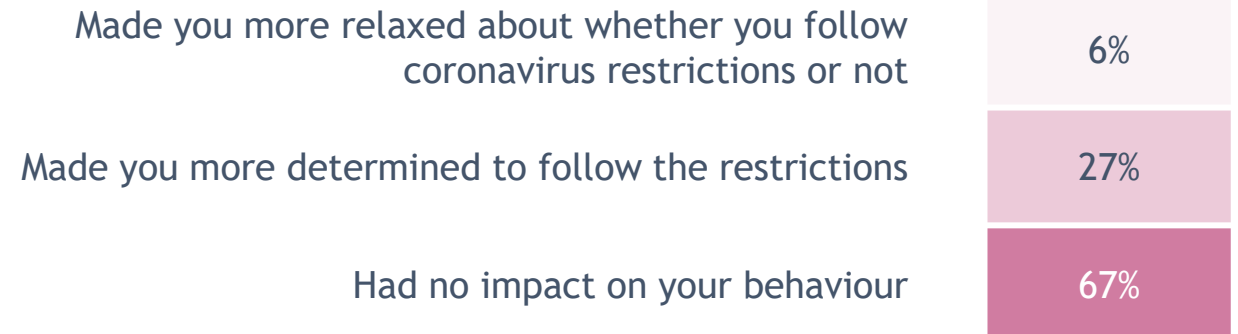 Made you more relaxed about whether you follow
coronavirus restrictions or not
6%
Made you more determined to follow the restrictions
27%
Had no impact on your behaviour
67%